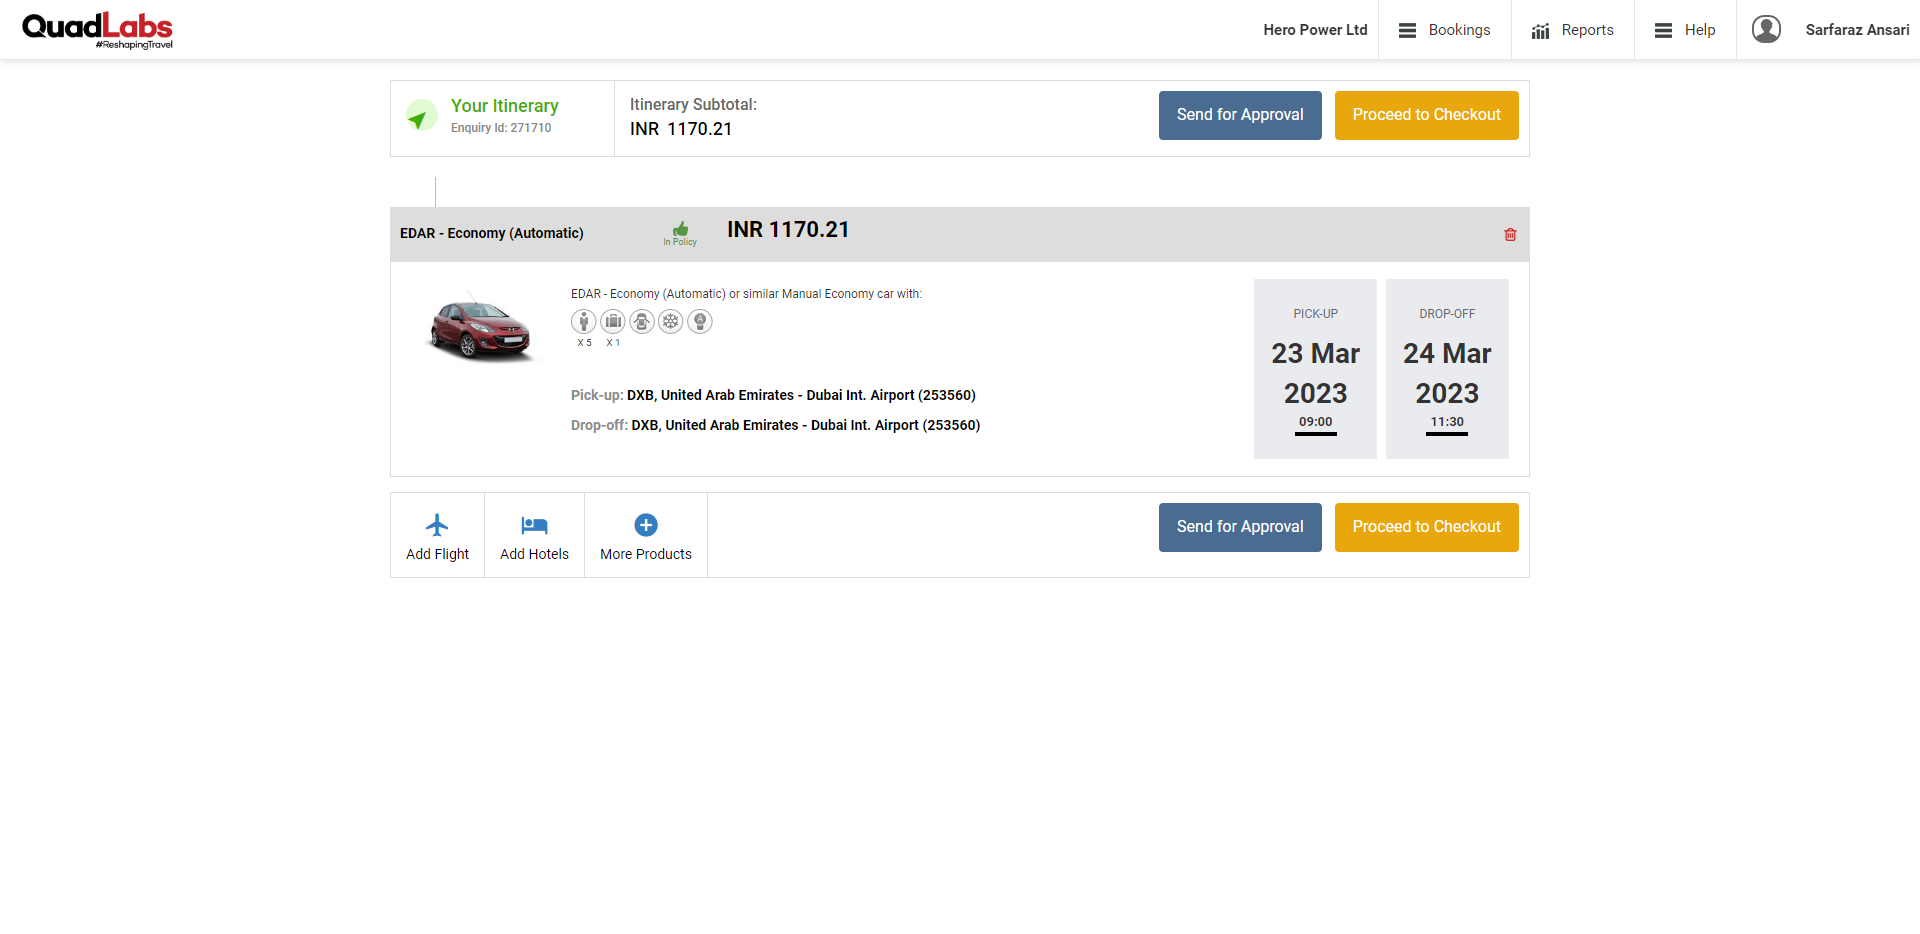 QuadLabs
#ReshapingTravel
Hero Power Ltd
Bookings
Reports
Help
Sarfaraz Ansari
Your Itinerary
Enquiry Id: 271710
Itinerary Subtotal:
INR 1170.21
Send for Approval
Proceed to Checkout
EDAR - Economy (Automatic)
In Policy
INR 1170.21
EDAR - Economy (Automatic) or similar Manual Economy car with:
X 5
X 1
Pick-up: DXB, United Arab Emirates - Dubai Int. Airport (253560)
Drop-off: DXB, United Arab Emirates - Dubai Int. Airport (253560)
PICK-UP
23 Mar
2023
09:00
DROP-OFF
24 Mar
2023
11:30
Add Flight
Add Hotels
More Products
Send for Approval
Proceed to Checkout